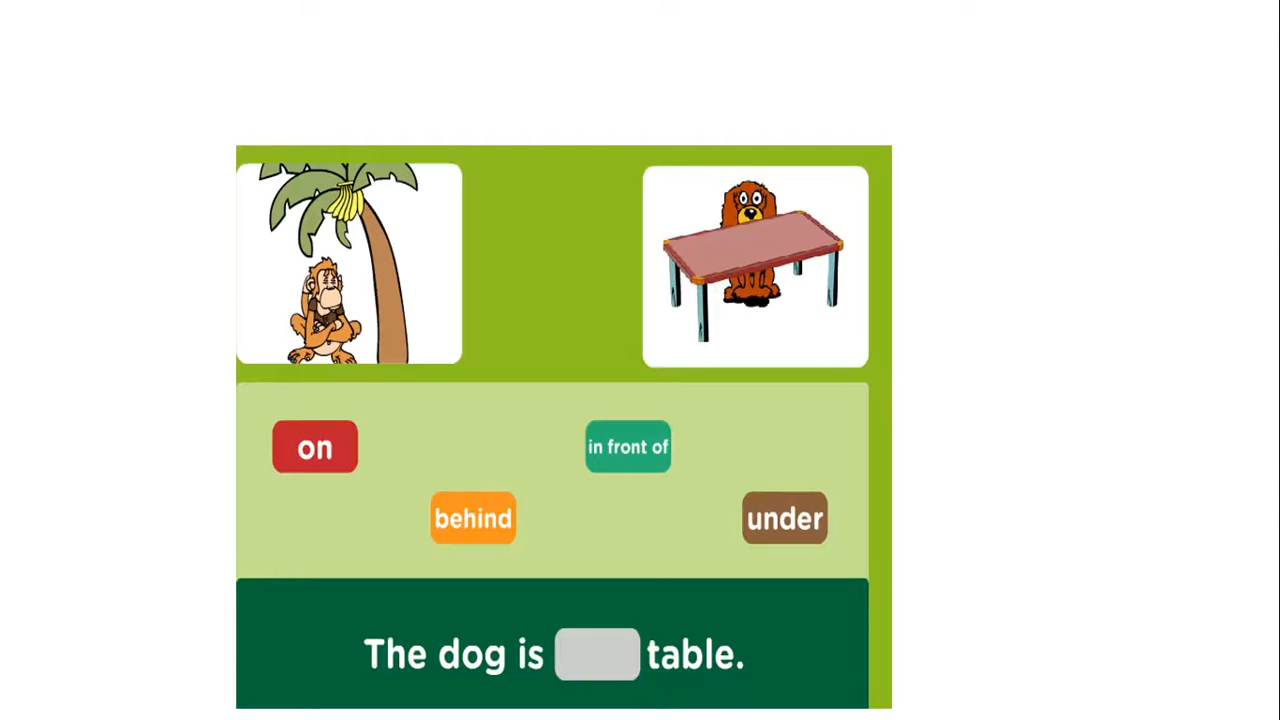 on
in front of
behind
under
The dog is table.